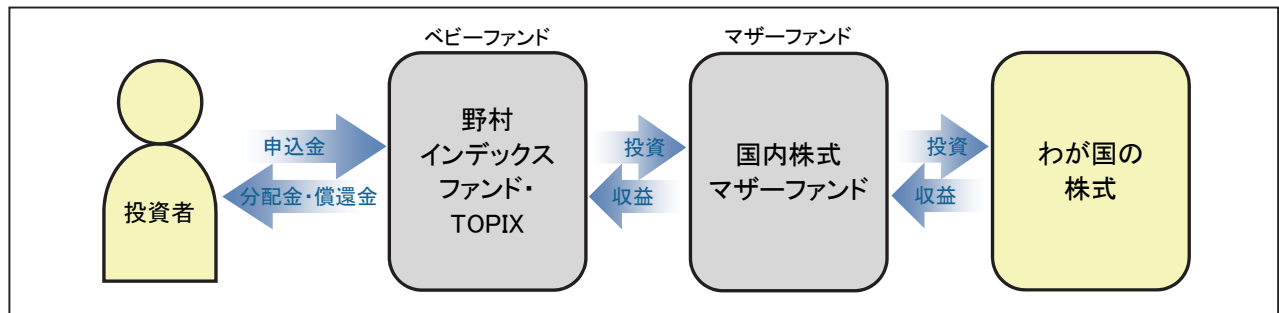 ベビーファンド
マザーファンド
投資者
申込金
分配金・償還金
野村
インデックス
ファンド・
TOPIX
投資
収益
国内株式
マザーファンド
投資
収益
わが国の
株式